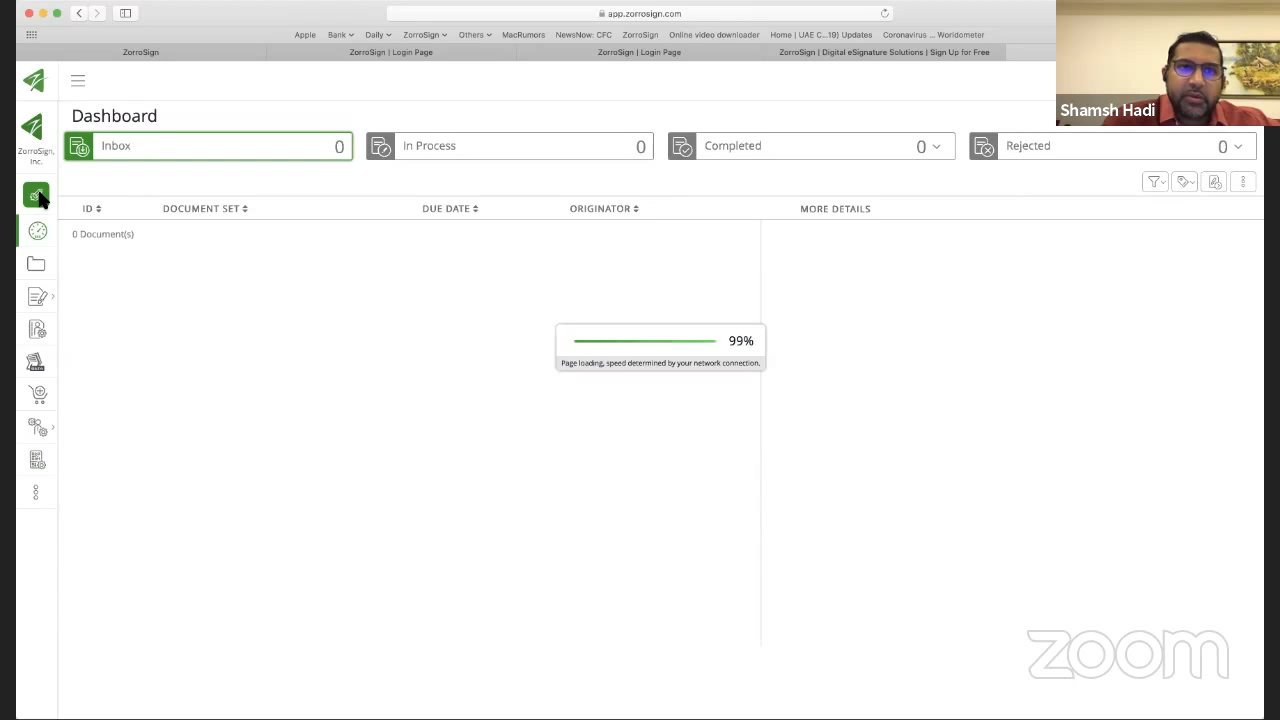 app.zorrosign.com
Apple Bank Daily ZorroSign Others MacRumors NewsNow: CFC ZorroSign Online video downloader Home | UAE C...19) Updates Coronavirus ... Worldometer
ZorroSign ZorroSign | Login Page ZorroSign | Login Page ZorroSign | Digital eSignature Solutions | Sign Up for Free
Shamsh Hadi
Dashboard
ZorroSign, Inc.
Inbox 0 In Process 0 Completed 0 Rejected 0
ID DOCUMENT SET DUE DATE ORIGINATOR MORE DETAILS
0 Document(s)
99%
Page loading, speed determined by your network connection.
zoom